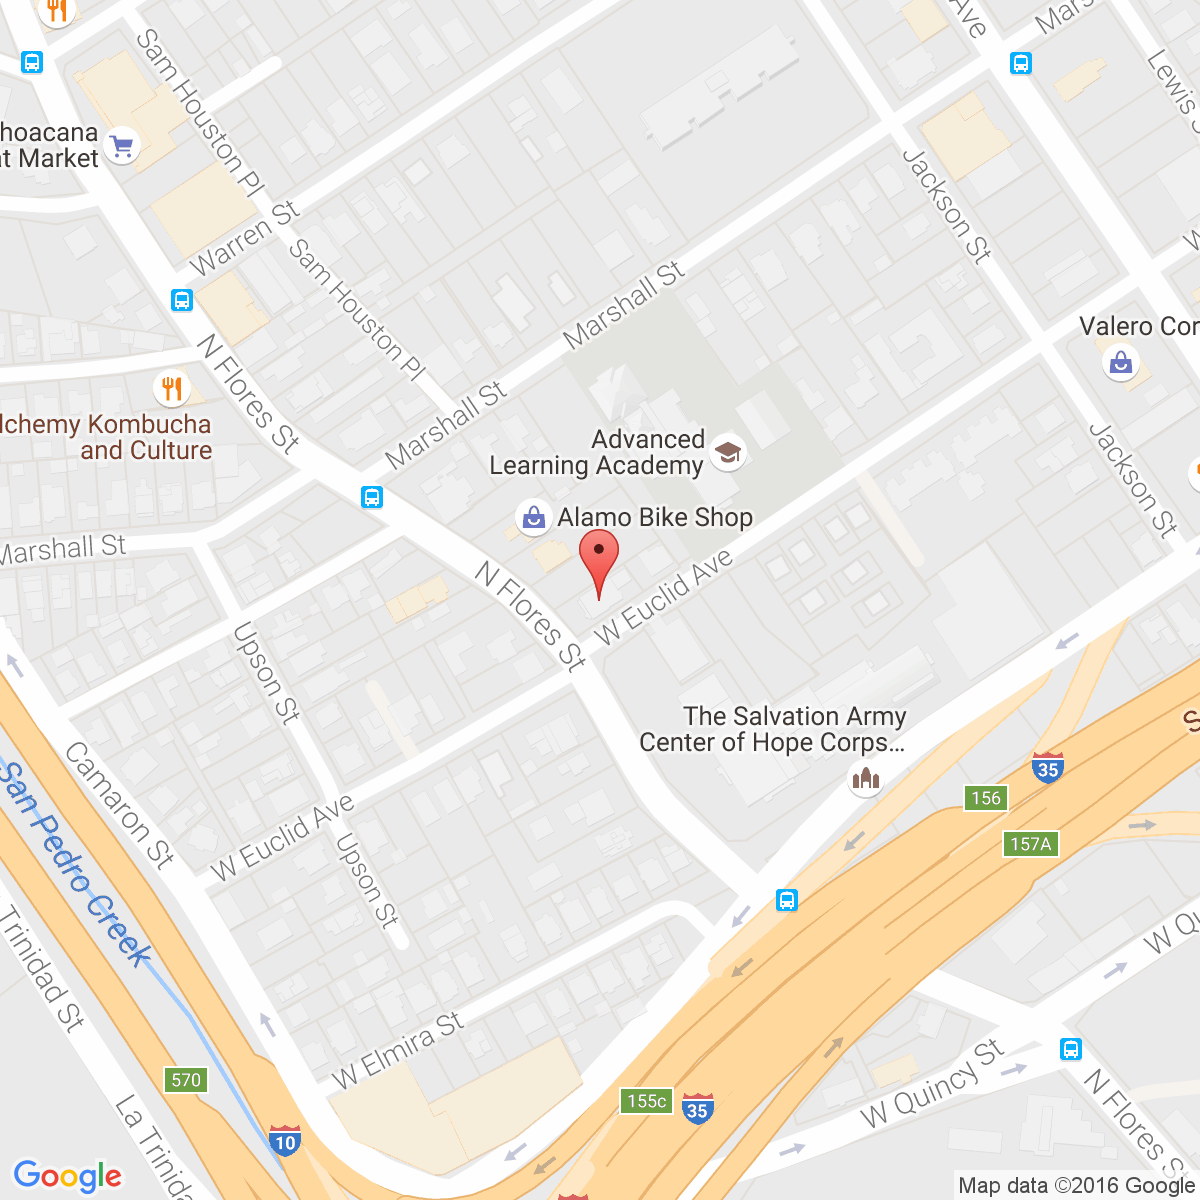 Ave
Marsh
Sam Houston Pl
Lewis S
hoacana
at Market
Jackson St
Warren St
Sam Houston Pl
Marshall St
Valero Cor
N Flores St
Marshall St
lchemy Kombucha
and Culture
Advanced
Learning Academy
Jackson St
Alamo Bike Shop
Marshall St
N Flores St
W Euclid Ave
Upson St
The Salvation Army
Center of Hope Corps...
S
35
156
157A
Camaron St
San Pedro Creek
W Euclid Ave
Upson St
W Qu
Trinidad St
W Elmira St
W Quincy St
570
155c
35
10
La Trinida
N Flores St
Google
Map data ©2016 Google